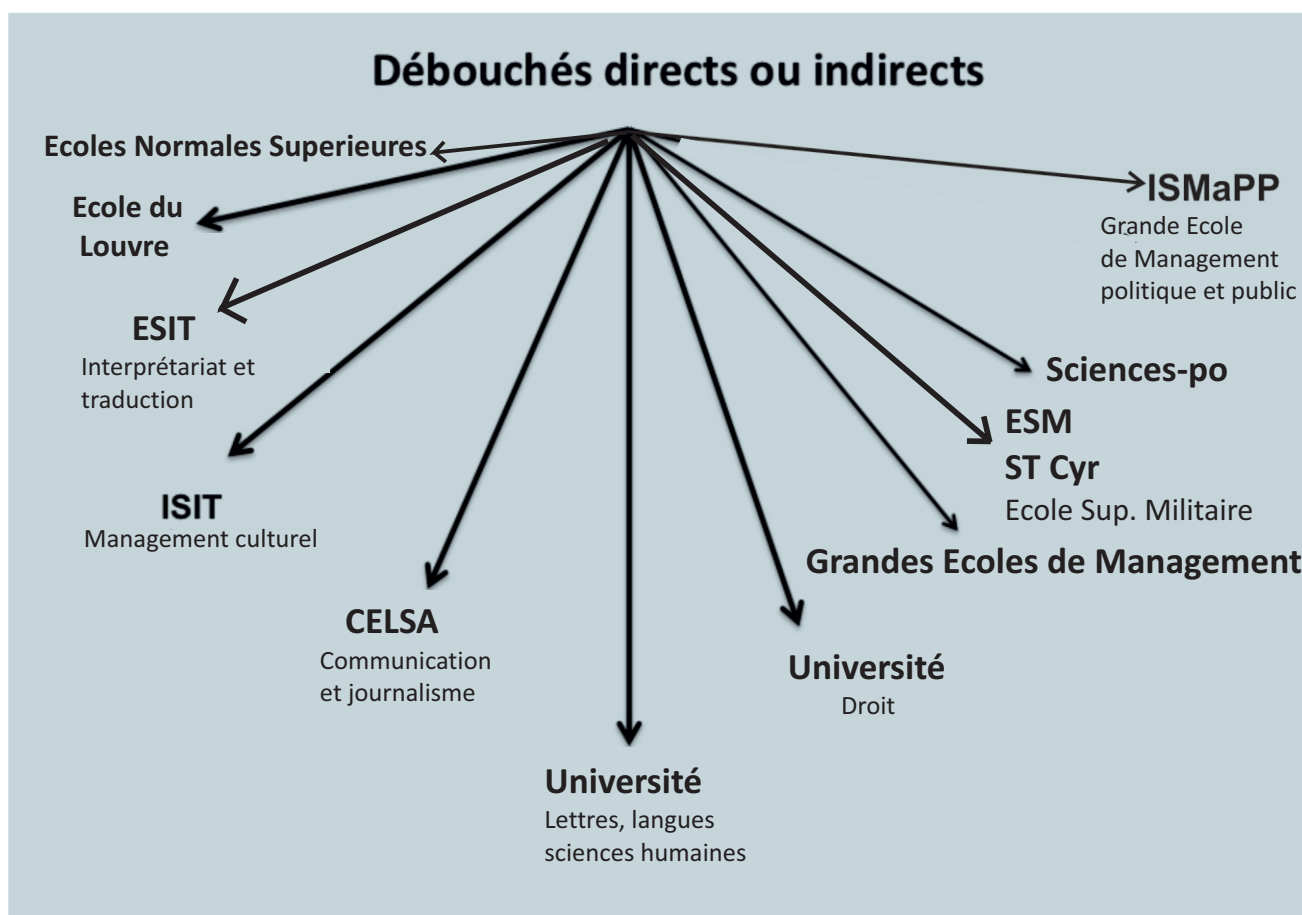 Débouchés directs ou indirects
Ecoles Normales Superieures
Ecole du
Louvre
ESIT
Interprétariat et
traduction
ISIT
Management culturel
CELSA
Communication
et journalisme
Université
Lettres, langues
sciences humaines
Université
Droit
Grandes Ecoles de Management
ESM
ST Cyr
Ecole Sup. Militaire
Sciences-po
ISMaPP
Grande Ecole
de Management
politique et public